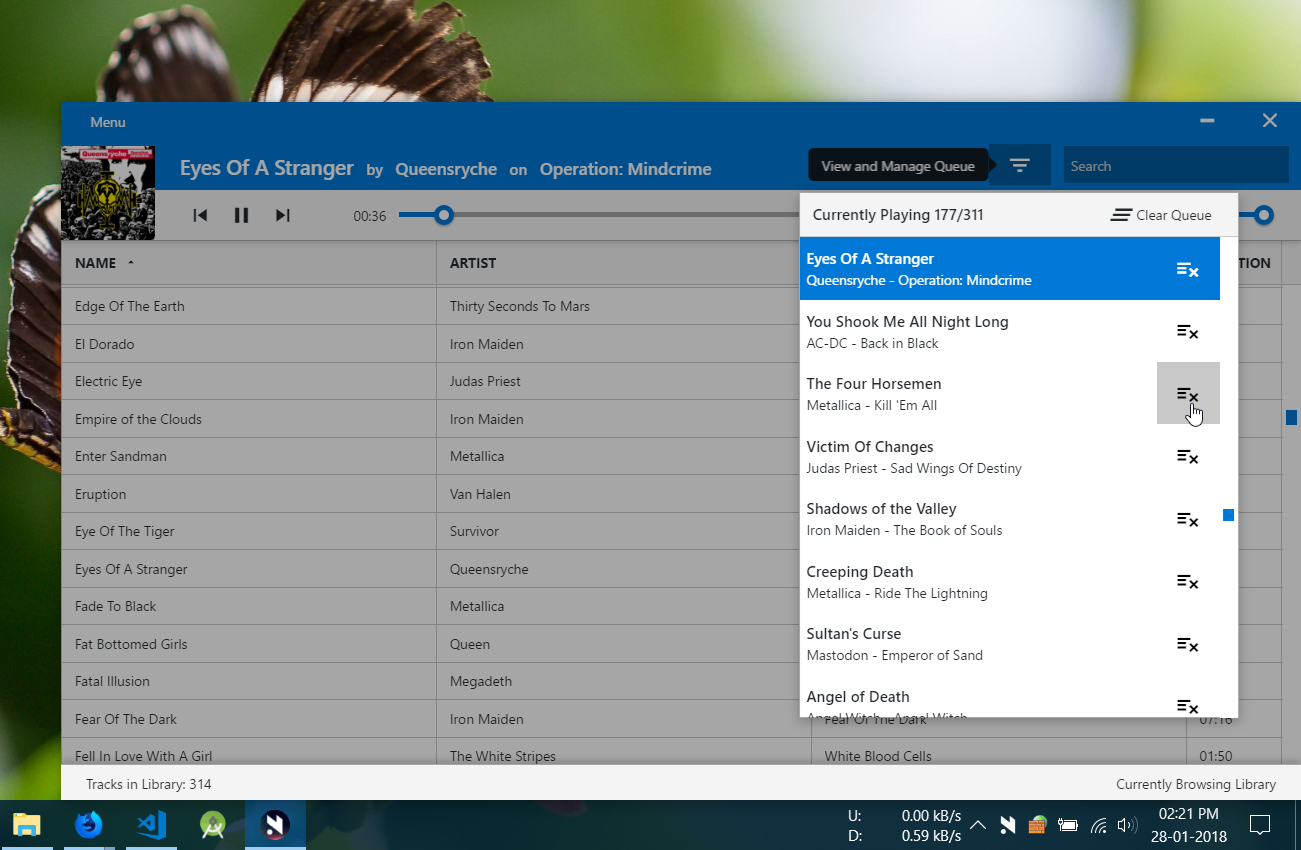 Menu
Queensrÿche
Eyes Of A Stranger by Queensryche on Operation: Mindcrime
View and Manage Queue
Search
00:36
Currently Playing 177/311
Clear Queue
NAME ARTIST TION
Eyes Of A Stranger
Queensryche - Operation: Mindcrime
You Shook Me All Night Long
AC-DC - Back in Black
The Four Horsemen
Metallica - Kill 'Em All
Victim Of Changes
Judas Priest - Sad Wings Of Destiny
Shadows of the Valley
Iron Maiden - The Book of Souls
Creeping Death
Metallica - Ride The Lightning
Sultan's Curse
Mastodon - Emperor of Sand
Angel of Death
Angel Witch - Angel Witch
Edge Of The Earth Thirty Seconds To Mars
El Dorado Iron Maiden
Electric Eye Judas Priest
Empire of the Clouds Iron Maiden
Enter Sandman Metallica
Eruption Van Halen
Eye Of The Tiger Survivor
Eyes Of A Stranger Queensryche
Fade To Black Metallica
Fat Bottomed Girls Queen
Fatal Illusion Megadeth
Fear Of The Dark Iron Maiden Fear Of The Dark 07:16
Fell In Love With A Girl The White Stripes White Blood Cells 01:50
Tracks in Library: 314
Currently Browsing Library
U: 0.00 kB/s
D: 0.59 kB/s
02:21 PM
28-01-2018